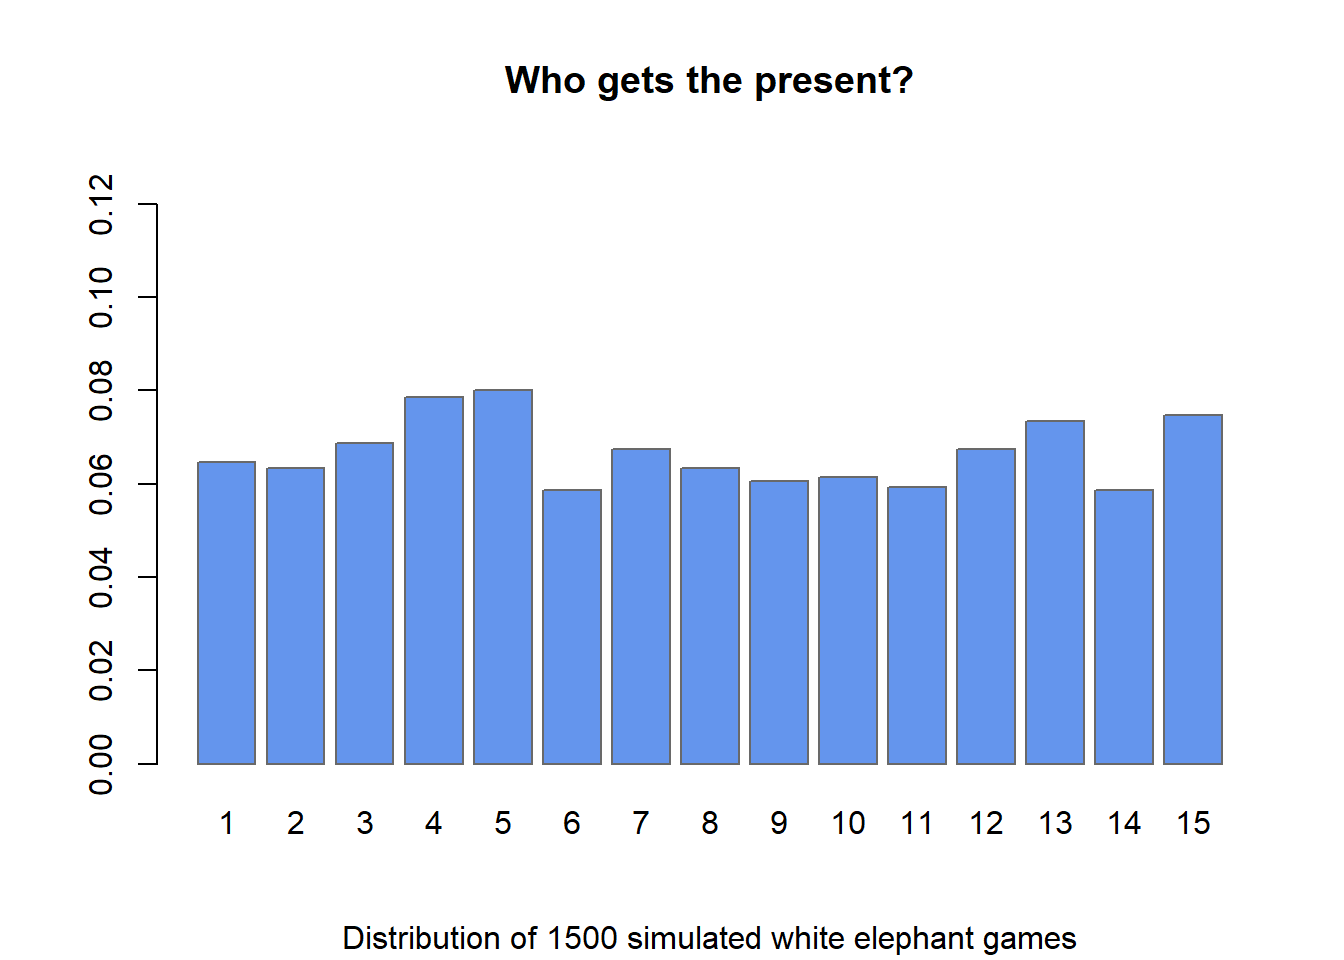 Who gets the present?
0.12
0.10
0.08
0.06
0.04
0.02
0.00
1 2 3 4 5 6 7 8 9 10 11 12 13 14 15
Distribution of 1500 simulated white elephant games